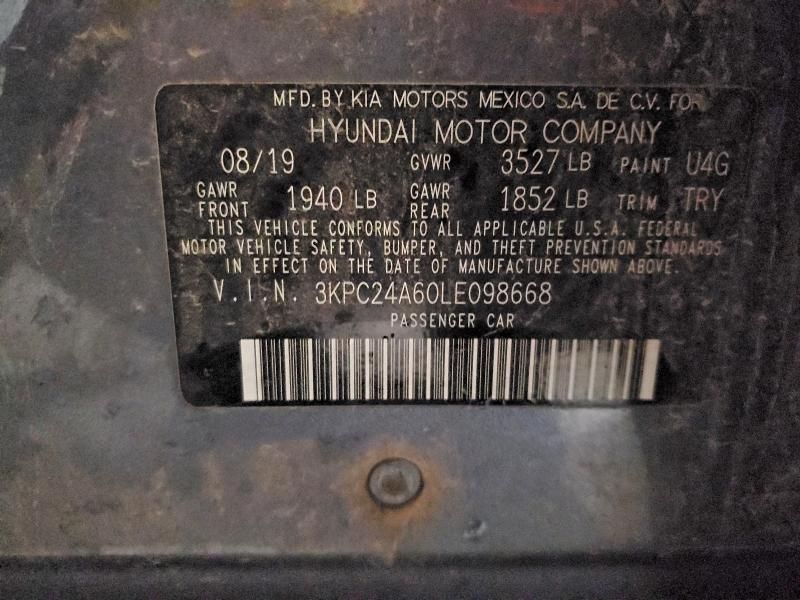 MFD. BY KIA MOTORS MEXICO S.A. DE C.V. FOR
HYUNDAI MOTOR COMPANY
08/19 GVWR 3527 LB PAINT U4G
GAWR FRONT 1940 LB GAWR REAR 1852 LB TRIM TRY
THIS VEHICLE CONFORMS TO ALL APPLICABLE U.S.A. FEDERAL
MOTOR VEHICLE SAFETY, BUMPER, AND THEFT PREVENTION STANDARDS
IN EFFECT ON THE DATE OF MANUFACTURE SHOWN ABOVE.
V.I.N. 3KPC24A60LE098668
PASSENGER CAR